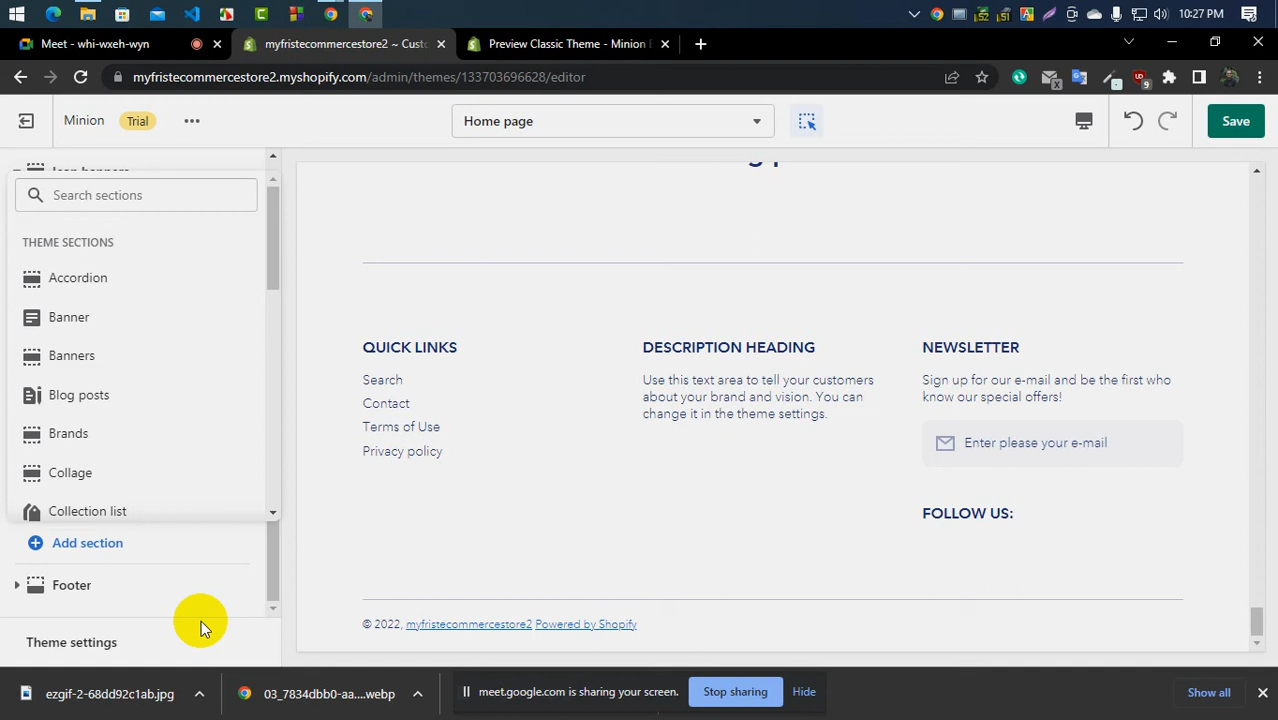 10:27 PM
Meet - whi-wxeh-wyn
myfristecommercestore2 ~ Custo
Preview Classic Theme - Minion E
myfristecommercestore2.myshopify.com/admin/themes/133703696628/editor
Minion
Trial
Home page
Save
Search sections
THEME SECTIONS
Accordion
Banner
Banners
Blog posts
Brands
Collage
Collection list
Add section
Footer
Theme settings
QUICK LINKS
Search
Contact
Terms of Use
Privacy policy
DESCRIPTION HEADING
Use this text area to tell your customers
about your brand and vision. You can
change it in the theme settings.
NEWSLETTER
Sign up for our e-mail and be the first who
know our special offers!
Enter please your e-mail
FOLLOW US:
© 2022, myfristecommercestore2 Powered by Shopify
ezgif-2-68dd92c1ab.jpg
03_7834dbb0-aa....webp
meet.google.com is sharing your screen.
Stop sharing
Hide
Show all